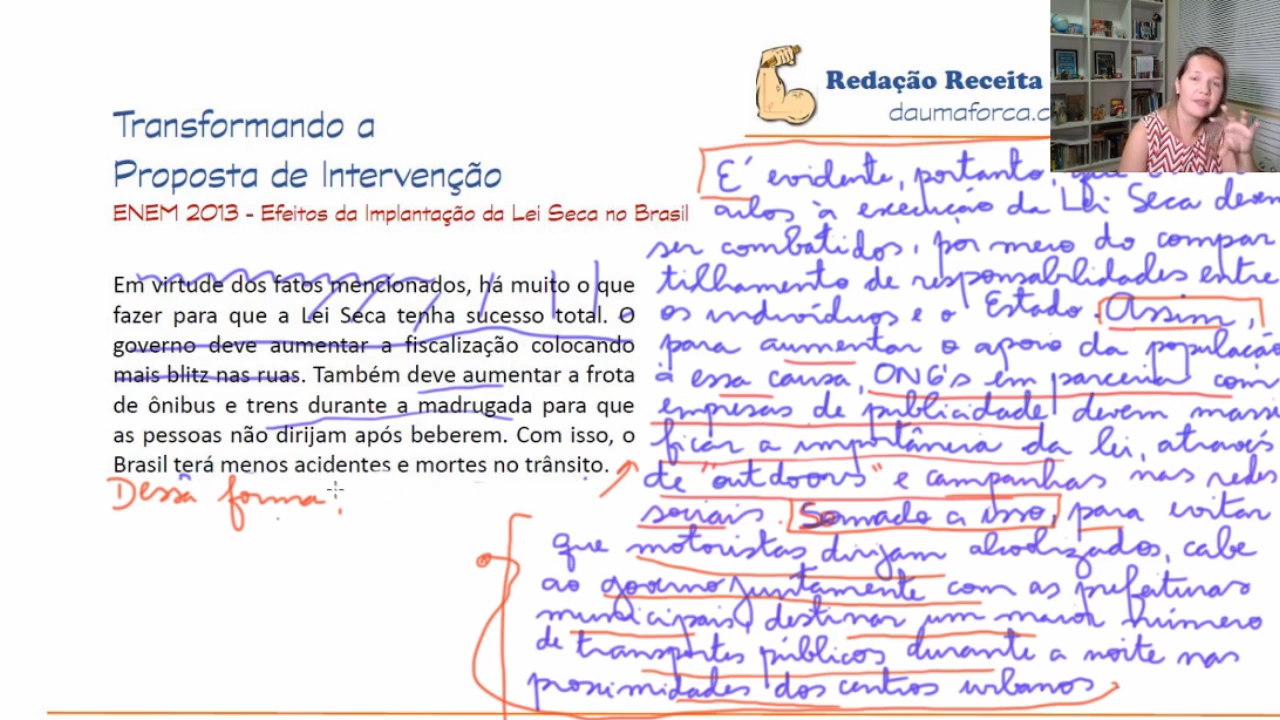 Redação Receita
daumaforca.c
Transformando a
Proposta de Intervenção
ENEM 2013 - Efeitos da Implantação da Lei Seca no Brasil
Em virtude dos fatos mencionados, há muito o que
fazer para que a Lei Seca tenha sucesso total. O
governo deve aumentar a fiscalização colocando
mais blitz nas ruas. Também deve aumentar a frota
de ônibus e trens durante a madrugada para que
as pessoas não dirijam após beberem. Com isso, o
Brasil terá menos acidentes e mortes no trânsito.
Dessa forma,
É evidente, portanto, que
à execução da Lei Seca devem
ser combatidos, por meio do compar
tilhamento de responsabilidades entre
os indivíduos e o Estado. Assim,
para aumentar o apoio da população
à essa causa, ONG's em parceria com
empresas de publicidade devem massi
ficar a importância da lei, através
de "outdoors" e campanhas nas redes
sociais. Somado a isso, para evitar
que motoristas dirijam alcolizados, cabe
ao governo juntamente com as prefeituras
municipais, destinar um maior número
de transportes públicos durante a noite nas
proximidades dos centros urbanos